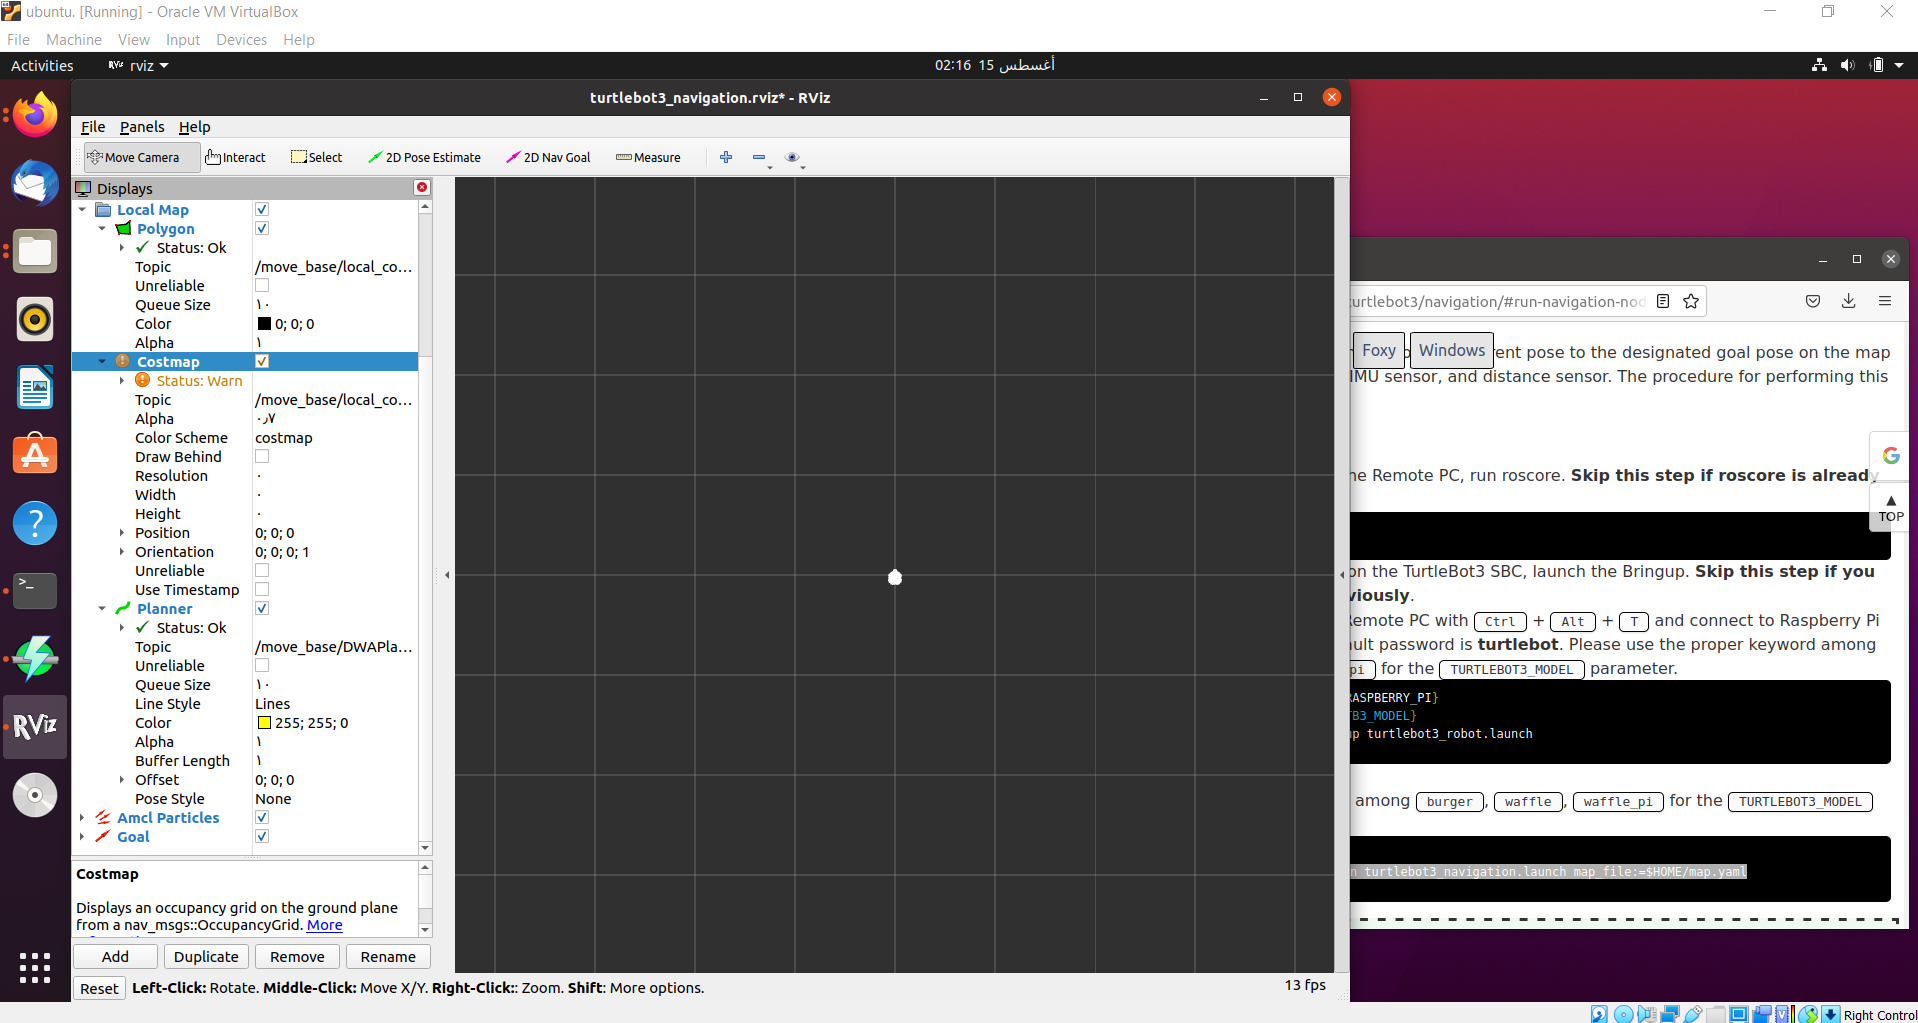 ubuntu. [Running] - Oracle VM VirtualBox
File Machine View Input Devices Help
Activities RViz rviz 02:16 15 أغسطس
turtlebot3_navigation.rviz* - RViz
File Panels Help
Move Camera Interact Select 2D Pose Estimate 2D Nav Goal Measure
Displays
Local Map
Polygon
Status: Ok
Topic /move_base/local_co...
Unreliable
Queue Size ١٠
Color 0; 0; 0
Alpha ١
Costmap
Status: Warn
Topic /move_base/local_co...
Alpha ٠٫٧
Color Scheme costmap
Draw Behind
Resolution ٠
Width ٠
Height ٠
Position 0; 0; 0
Orientation 0; 0; 0; 1
Unreliable
Use Timestamp
Planner
Status: Ok
Topic /move_base/DWAPla...
Unreliable
Queue Size ١٠
Line Style Lines
Color 255; 255; 0
Alpha ١
Buffer Length ١
Offset 0; 0; 0
Pose Style None
Amcl Particles
Goal
Costmap
Displays an occupancy grid on the ground plane
from a nav_msgs::OccupancyGrid. More
Add Duplicate Remove Rename
Reset Left-Click: Rotate. Middle-Click: Move X/Y. Right-Click:: Zoom. Shift: More options.
13 fps
RViz
turtlebot3/navigation/#run-navigation-nod
Foxy Windows
rent pose to the designated goal pose on the map
IMU sensor, and distance sensor. The procedure for performing this
Remote PC, run roscore. Skip this step if roscore is already
TOP
on the TurtleBot3 SBC, launch the Bringup. Skip this step if you
viously.
Remote PC with Ctrl + Alt + T and connect to Raspberry Pi
ault password is turtlebot. Please use the proper keyword among
pi for the TURTLEBOT3_MODEL parameter.
RASPBERRY_PI}
TB3_MODEL}
up turtlebot3_robot.launch
among burger, waffle, waffle_pi for the TURTLEBOT3_MODEL
n turtlebot3_navigation.launch map_file:=$HOME/map.yaml
Right Control